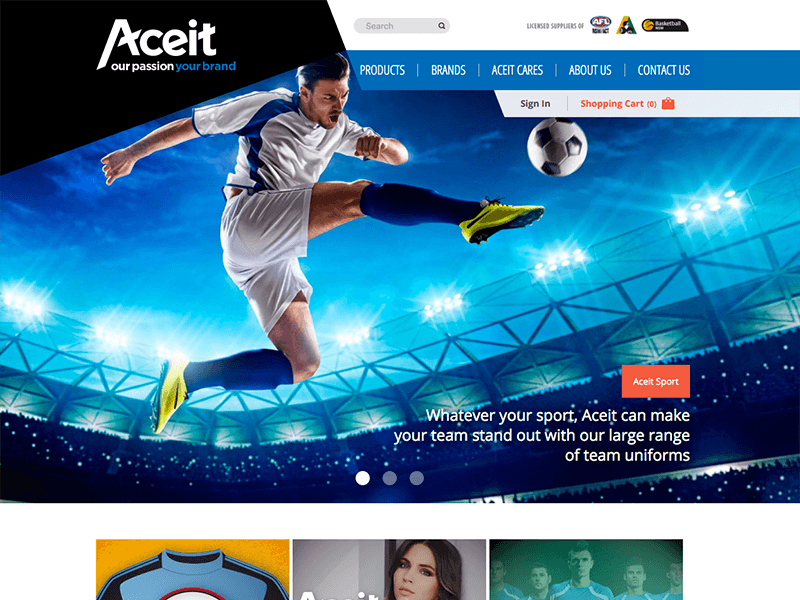 Aceit
our passion your brand
Search
LICENSED SUPPLIERS OF
AFL
Basketball
NSW
PRODUCTS
BRANDS
ACEIT CARES
ABOUT US
CONTACT US
Sign In
Shopping Cart (0)
Aceit Sport
Whatever your sport, Aceit can make
your team stand out with our large range
of team uniforms
Aceit